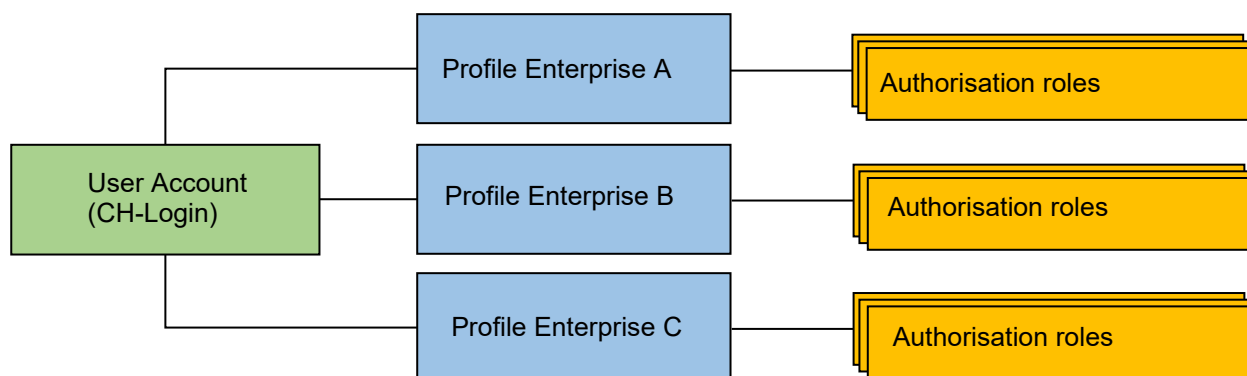 Profile Enterprise A
Authorisation roles
User Account
(CH-Login)
Profile Enterprise B
Authorisation roles
Profile Enterprise C
Authorisation roles